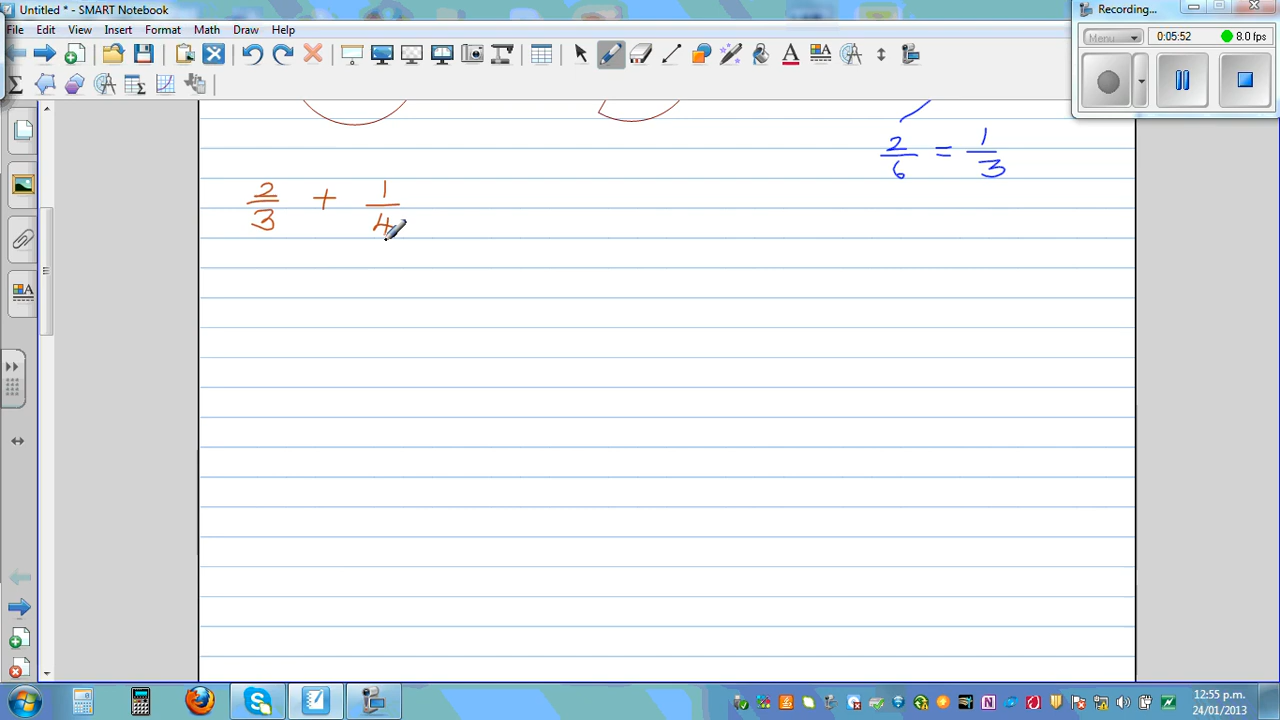 Untitled * - SMART Notebook
File Edit View Insert Format Math Draw Help
Recording...
Menu
0:05:52
8.0 fps
2/6 = 1/3
2/3 + 1/4
12:55 p.m.
24/01/2013